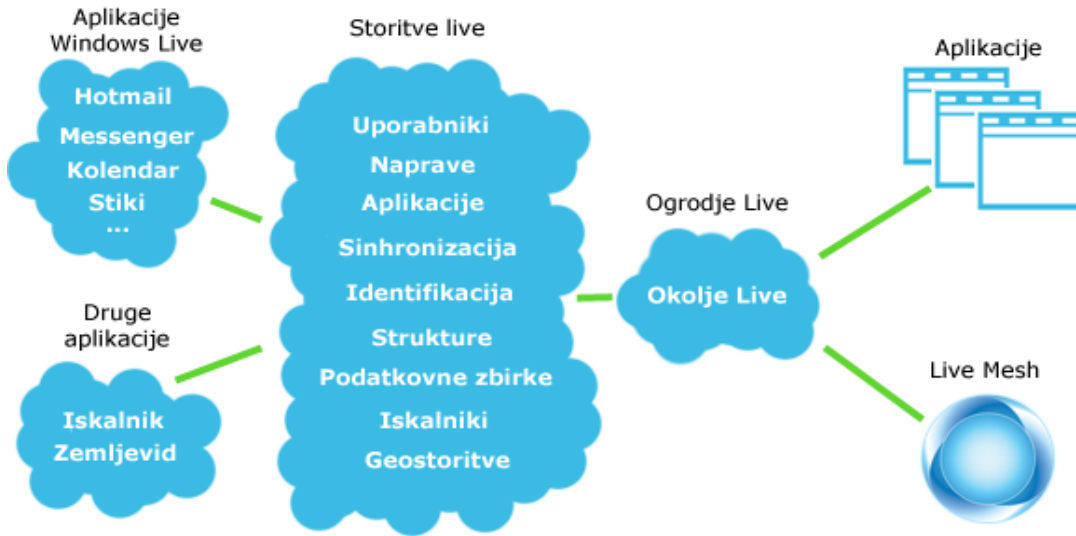 Aplikacije
Windows Live
Hotmail
Messenger
Kolendar
Stiki
...
Druge
aplikacije
Iskalnik
Zemljevid
Storitve live
Uporabniki
Naprave
Aplikacije
Sinhronizacija
Identifikacija
Strukture
Podatkovne zbirke
Iskalniki
Geostoritve
Ogrodje Live
Okolje Live
Aplikacije
Live Mesh